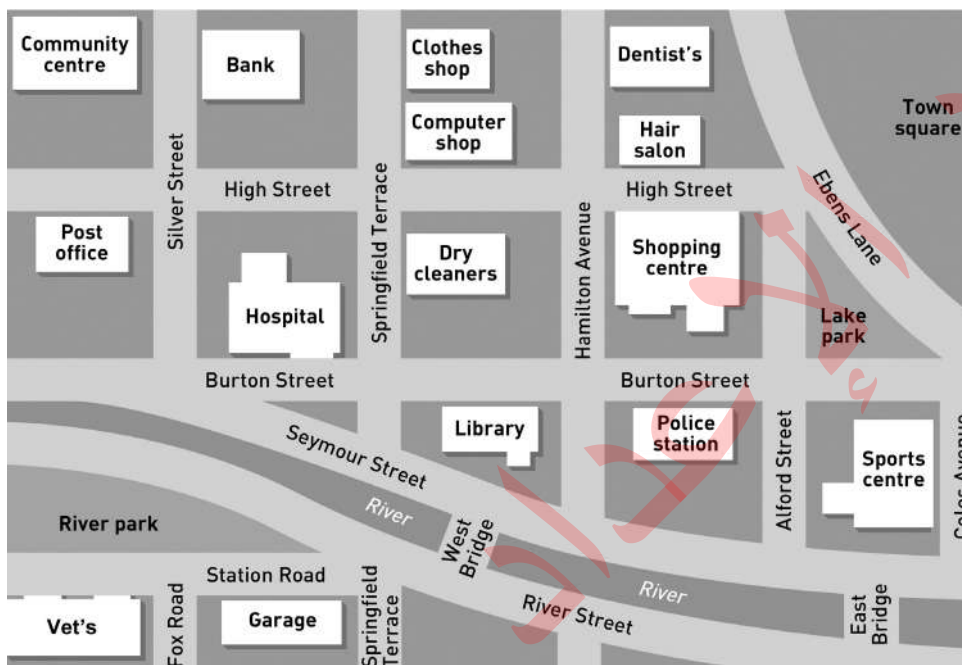 Community
centre
Bank
Clothes
shop
Computer
shop
Dentist's
Hair
salon
Town
square
Silver Street
High Street
Springfield Terrace
High Street
Ebens Lane
Post
office
Hospital
Dry
cleaners
Hamilton Avenue
Shopping
centre
Lake
park
Burton Street
Burton Street
Seymour Street
Library
Police
station
Alford Street
Sports
centre
Coles Avenue
River park
River
West
Bridge
Station Road
River
River Street
East
Bridge
Vet's
Fox Road
Garage
Springfield
Terrace